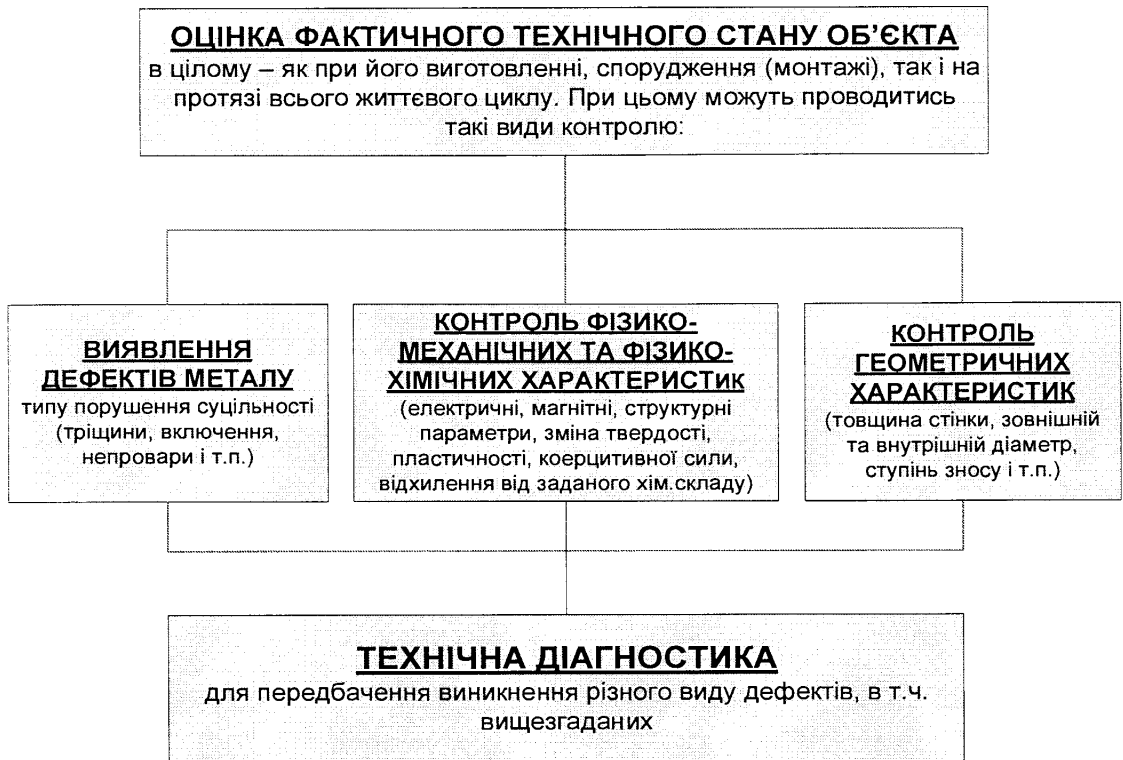 ОЦІНКА ФАКТИЧНОГО ТЕХНІЧНОГО СТАНУ ОБ'ЄКТА
в цілому – як при його виготовленні, спорудження (монтажі), так і на
протязі всього життєвого циклу. При цьому можуть проводитись
такі види контролю:
ВИЯВЛЕННЯ
ДЕФЕКТІВ МЕТАЛУ
типу порушення суцільності
(тріщини, включення,
непровари і т.п.)
КОНТРОЛЬ ФІЗИКО-
МЕХАНІЧНИХ ТА ФІЗИКО-
ХІМІЧНИХ ХАРАКТЕРИСТиК
(електричні, магнітні, структурні
параметри, зміна твердості,
пластичності, коерцитивної сили,
відхилення від заданого хім.складу)
КОНТРОЛЬ
ГЕОМЕТРИЧНИХ
ХАРАКТЕРИСТИК
(товщина стінки, зовнішній
та внутрішній діаметр,
ступінь зносу і т.п.)
ТЕХНІЧНА ДІАГНОСТИКА
для передбачення виникнення різного виду дефектів, в т.ч.
вищезгаданих